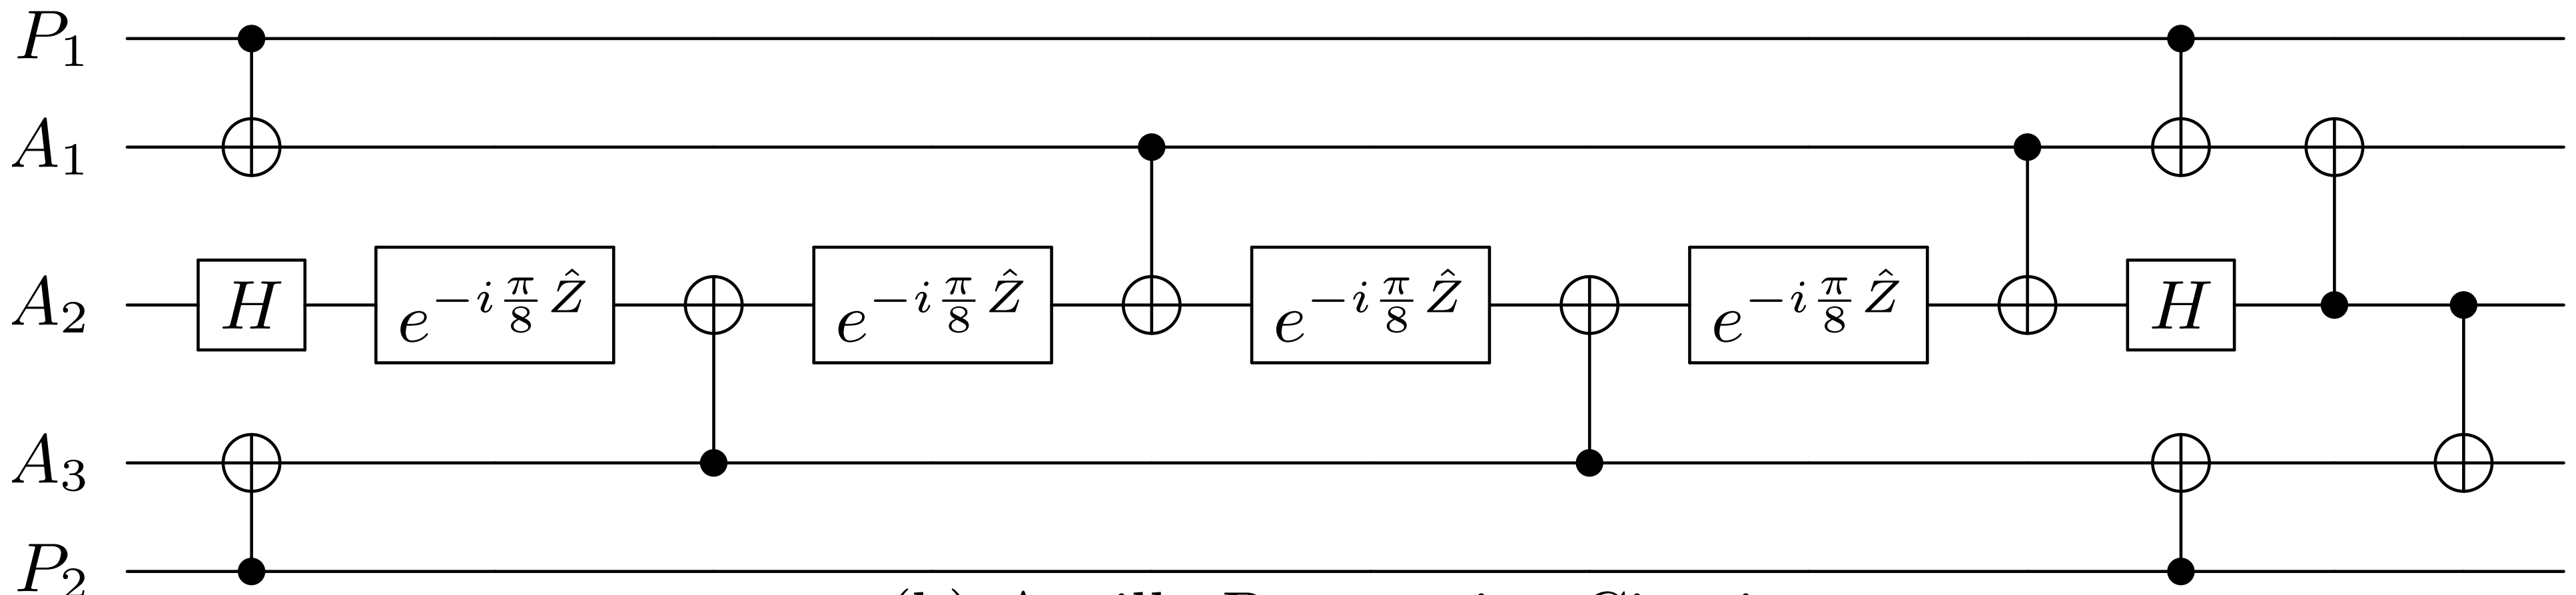 P₁
A₁
A₂ H e^{-i π/8 Ẑ} e^{-i π/8 Ẑ} e^{-i π/8 Ẑ} e^{-i π/8 Ẑ} H
A₃
P₂